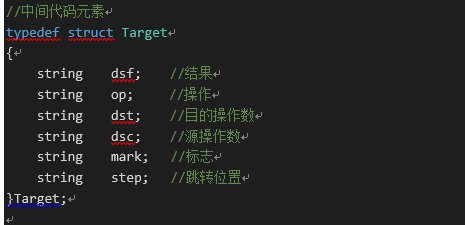 //中间代码元素
typedef struct Target
{
string dsf; //结果
string op; //操作
string dst; //目的操作数
string dsc; //源操作数
string mark; //标志
string step; //跳转位置
}Target;